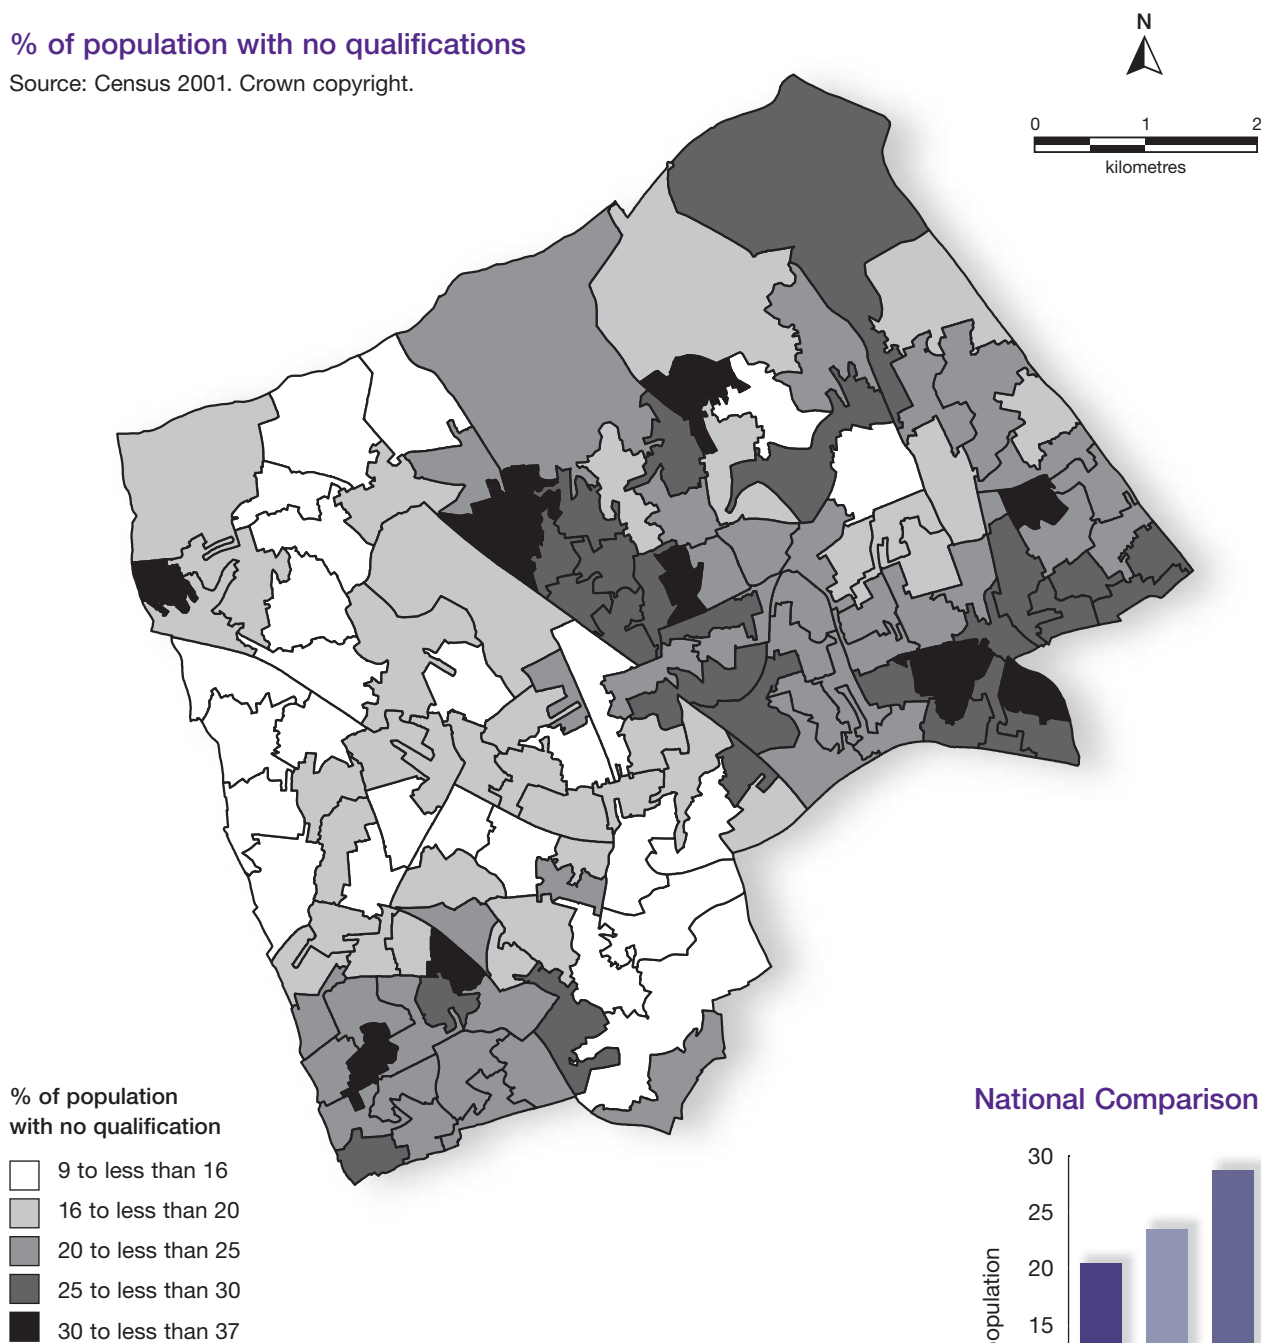 % of population with no qualifications
Source: Census 2001. Crown copyright.
N
0 1 2
kilometres
% of population
with no qualification
9 to less than 16
16 to less than 20
20 to less than 25
25 to less than 30
30 to less than 37
National Comparison
30
25
20
15